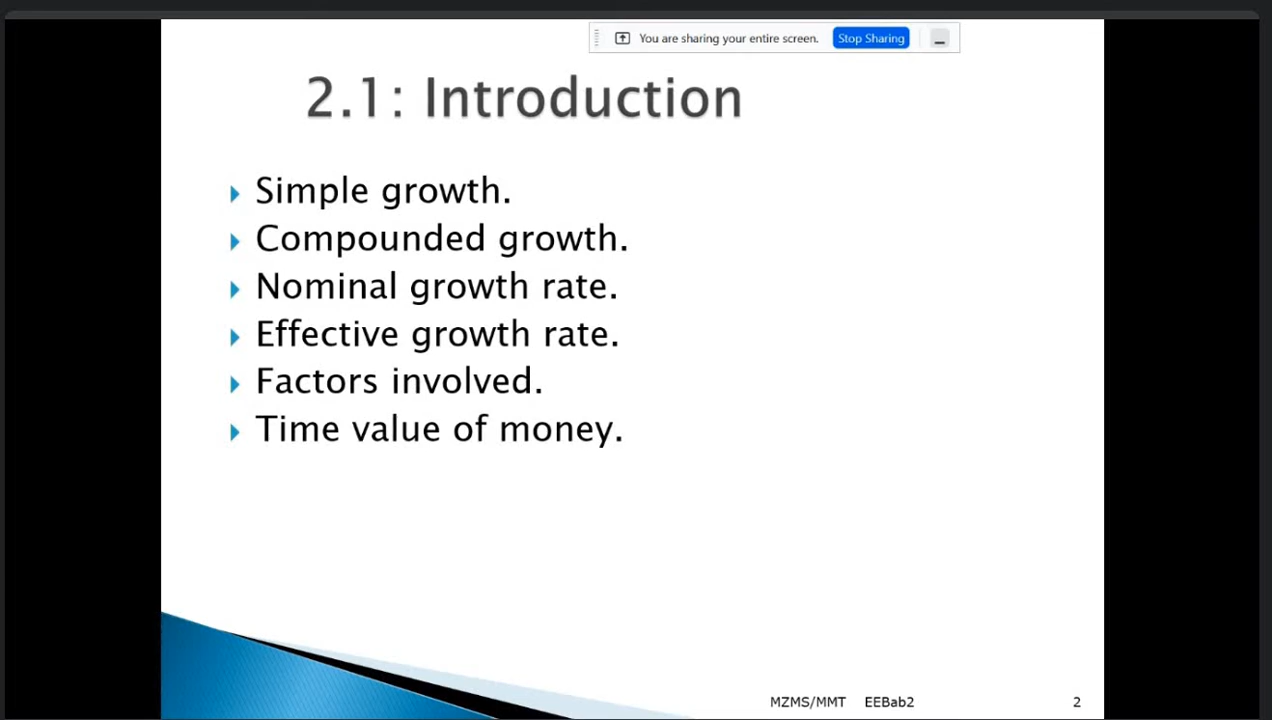 You are sharing your entire screen. Stop Sharing
2.1: Introduction
Simple growth.
Compounded growth.
Nominal growth rate.
Effective growth rate.
Factors involved.
Time value of money.
MZMS/MMT EEBab2 2